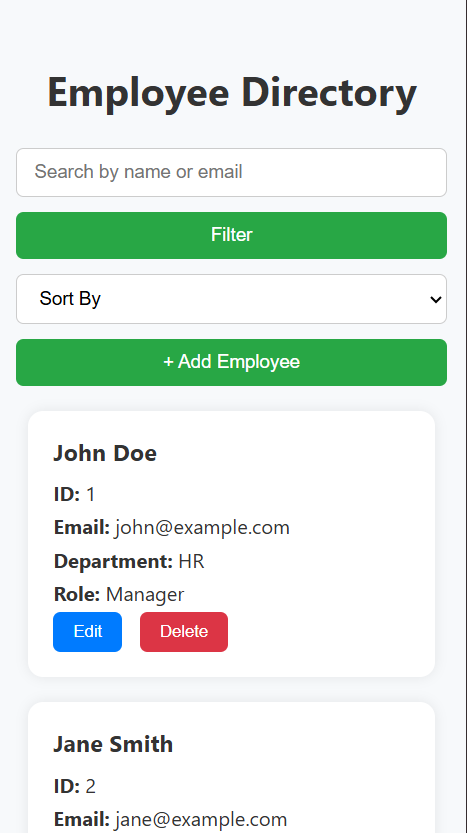 Employee Directory
Search by name or email
Filter
Sort By
+ Add Employee
John Doe
ID: 1
Email: john@example.com
Department: HR
Role: Manager
Edit Delete
Jane Smith
ID: 2
Email: jane@example.com